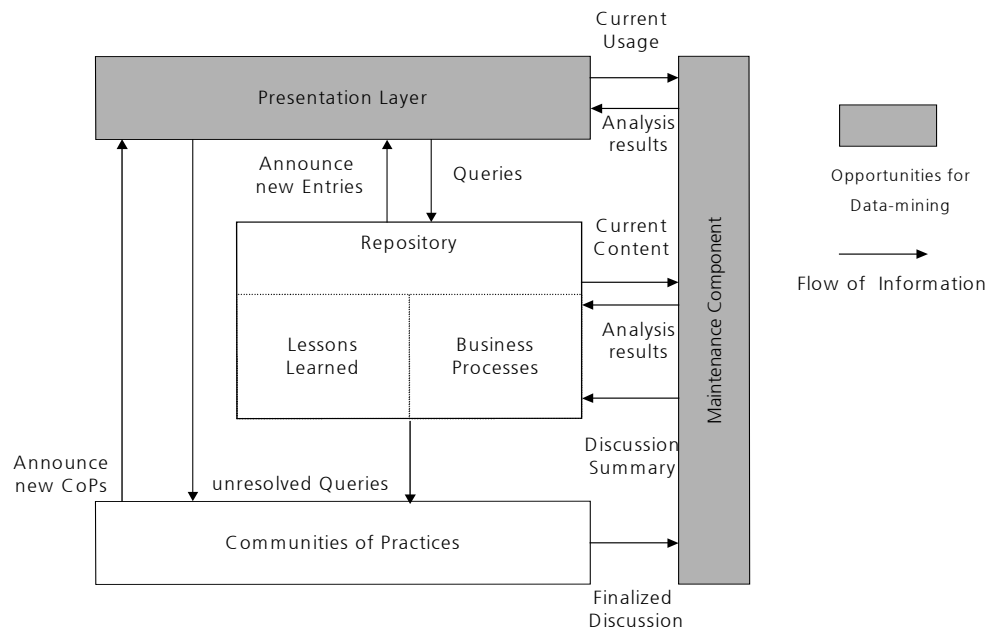 Current
Usage
Presentation Layer
Analysis
results
Announce
new Entries
Queries
Opportunities for
Data-mining
Repository
Current
Content
Flow of Information
Lessons
Learned
Business
Processes
Analysis
results
Maintenance Component
Discussion
Summary
Announce
new CoPs
unresolved Queries
Communities of Practices
Finalized
Discussion